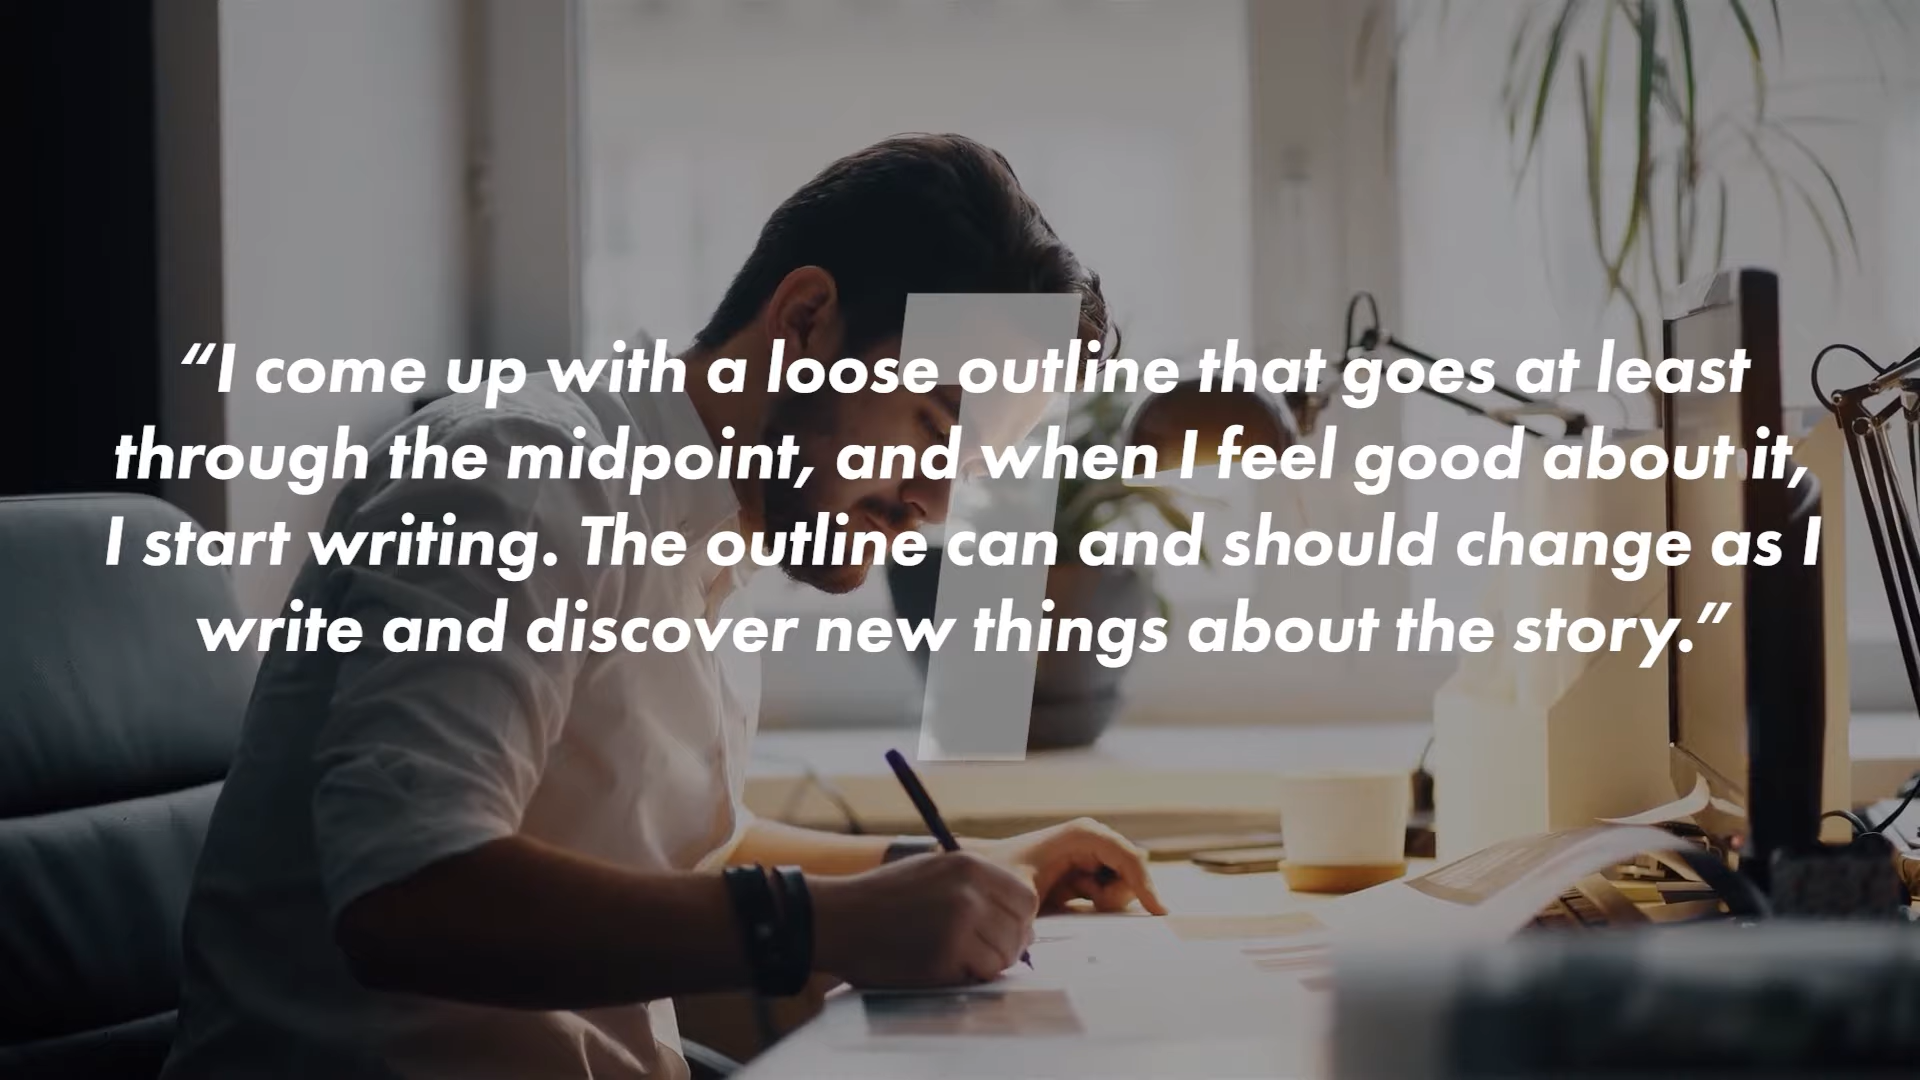 “I come up with a loose outline that goes at least
through the midpoint, and when I feel good about it,
I start writing. The outline can and should change as I
write and discover new things about the story.”